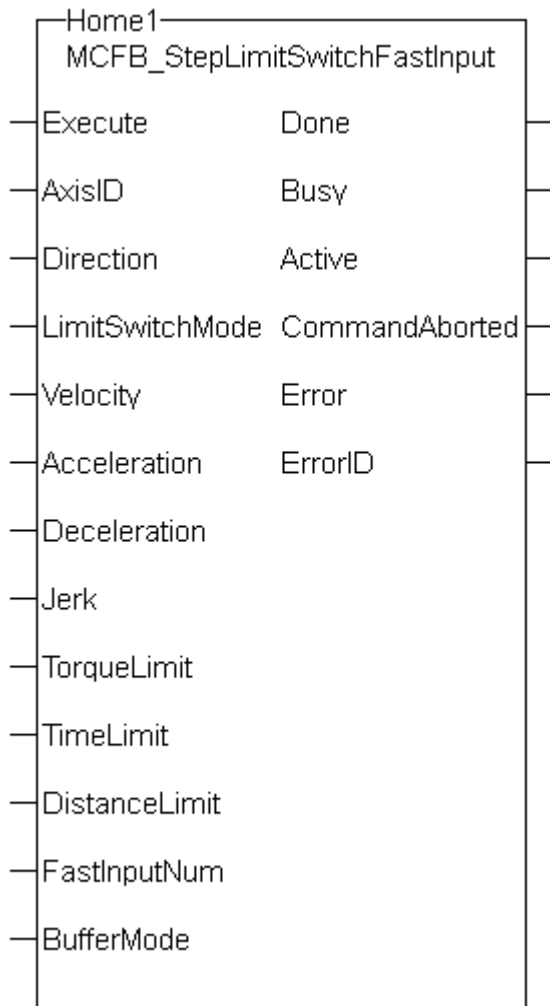 Home1
MCFB_StepLimitSwitchFastInput
Execute Done
AxisID Busy
Direction Active
LimitSwitchMode CommandAborted
Velocity Error
Acceleration ErrorID
Deceleration
Jerk
TorqueLimit
TimeLimit
DistanceLimit
FastInputNum
BufferMode